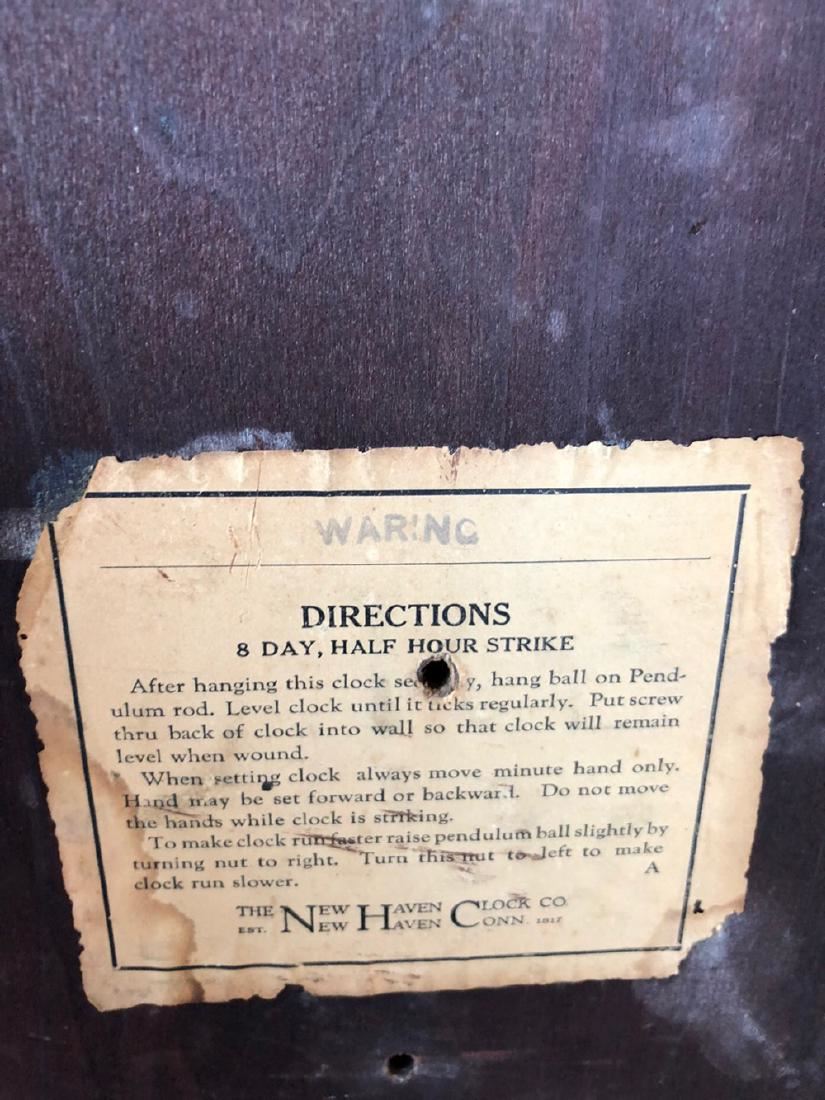 WARING
DIRECTIONS
8 DAY, HALF HOUR STRIKE
After hanging this clock se y, hang ball on Pend-
ulum rod. Level clock until it ticks regularly. Put screw
thru back of clock into wall so that clock will remain
level when wound.
When setting clock always move minute hand only.
Hand may be set forward or backward. Do not move
the hands while clock is striking.
To make clock run faster raise pendulum ball slightly by
turning nut to right. Turn this nut to left to make
clock run slower. A
THE NEW HAVEN CLOCK CO
EST. NEW HAVEN CONN. 1817